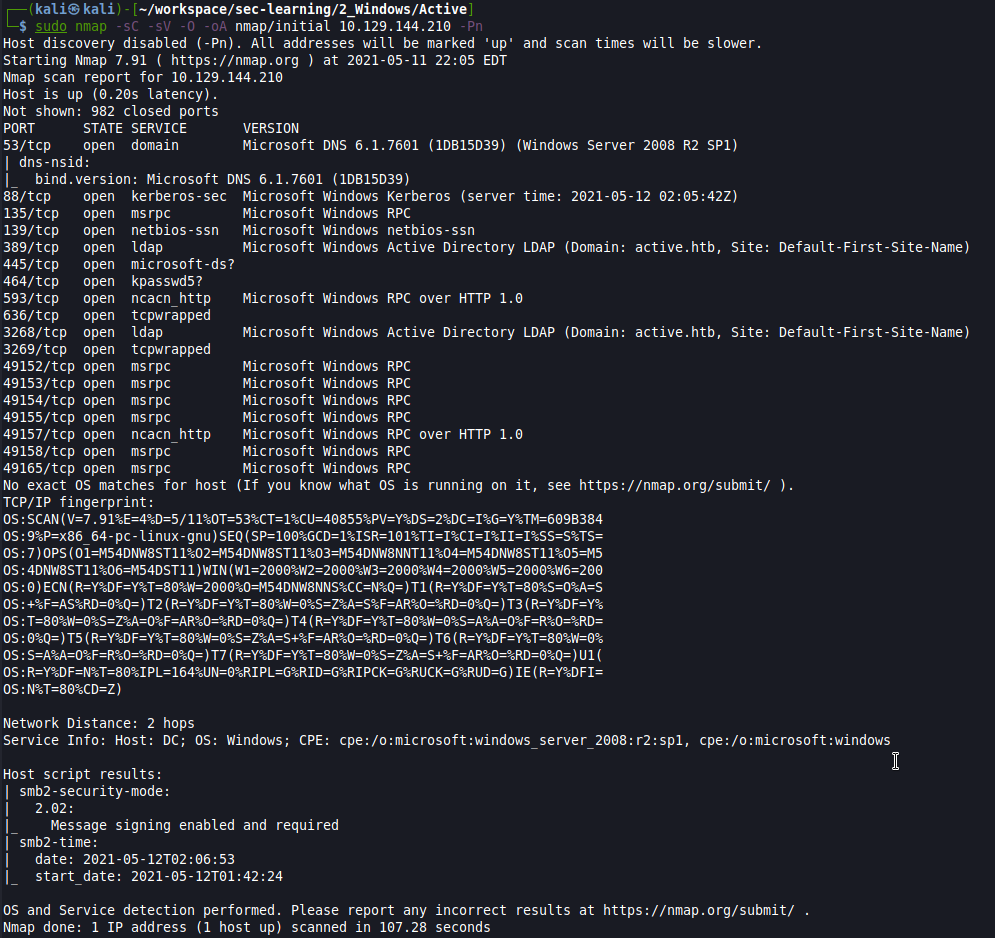 ┌──(kali㉿kali)-[~/workspace/sec-learning/2_Windows/Active]
└─$ sudo nmap -sC -sV -O -oA nmap/initial 10.129.144.210 -Pn
Host discovery disabled (-Pn). All addresses will be marked 'up' and scan times will be slower.
Starting Nmap 7.91 ( https://nmap.org ) at 2021-05-11 22:05 EDT
Nmap scan report for 10.129.144.210
Host is up (0.20s latency).
Not shown: 982 closed ports
PORT      STATE SERVICE       VERSION
53/tcp    open  domain        Microsoft DNS 6.1.7601 (1DB15D39) (Windows Server 2008 R2 SP1)
| dns-nsid:
|_  bind.version: Microsoft DNS 6.1.7601 (1DB15D39)
88/tcp    open  kerberos-sec  Microsoft Windows Kerberos (server time: 2021-05-12 02:05:42Z)
135/tcp   open  msrpc         Microsoft Windows RPC
139/tcp   open  netbios-ssn   Microsoft Windows netbios-ssn
389/tcp   open  ldap          Microsoft Windows Active Directory LDAP (Domain: active.htb, Site: Default-First-Site-Name)
445/tcp   open  microsoft-ds?
464/tcp   open  kpasswd5?
593/tcp   open  ncacn_http    Microsoft Windows RPC over HTTP 1.0
636/tcp   open  tcpwrapped
3268/tcp  open  ldap          Microsoft Windows Active Directory LDAP (Domain: active.htb, Site: Default-First-Site-Name)
3269/tcp  open  tcpwrapped
49152/tcp open  msrpc         Microsoft Windows RPC
49153/tcp open  msrpc         Microsoft Windows RPC
49154/tcp open  msrpc         Microsoft Windows RPC
49155/tcp open  msrpc         Microsoft Windows RPC
49157/tcp open  ncacn_http    Microsoft Windows RPC over HTTP 1.0
49158/tcp open  msrpc         Microsoft Windows RPC
49165/tcp open  msrpc         Microsoft Windows RPC
No exact OS matches for host (If you know what OS is running on it, see https://nmap.org/submit/ ).
TCP/IP fingerprint:
OS:SCAN(V=7.91%E=4%D=5/11%OT=53%CT=1%CU=40855%PV=Y%DS=2%DC=I%G=Y%TM=609B384
OS:9%P=x86_64-pc-linux-gnu)SEQ(SP=100%GCD=1%ISR=101%TI=I%CI=I%II=I%SS=S%TS=
OS:7)OPS(O1=M54DNW8ST11%O2=M54DNW8ST11%O3=M54DNW8NNT11%O4=M54DNW8ST11%O5=M5
OS:4DNW8ST11%O6=M54DST11)WIN(W1=2000%W2=2000%W3=2000%W4=2000%W5=2000%W6=200
OS:0)ECN(R=Y%DF=Y%T=80%W=2000%O=M54DNW8NNS%CC=N%Q=)T1(R=Y%DF=Y%T=80%S=O%A=S
OS:+%F=AS%RD=0%Q=)T2(R=Y%DF=Y%T=80%W=0%S=Z%A=S%F=AR%O=%RD=0%Q=)T3(R=Y%DF=Y%
OS:T=80%W=0%S=Z%A=O%F=AR%O=%RD=0%Q=)T4(R=Y%DF=Y%T=80%W=0%S=A%A=O%F=R%O=%RD=
OS:0%Q=)T5(R=Y%DF=Y%T=80%W=0%S=Z%A=S+%F=AR%O=%RD=0%Q=)T6(R=Y%DF=Y%T=80%W=0%
OS:S=A%A=O%F=R%O=%RD=0%Q=)T7(R=Y%DF=Y%T=80%W=0%S=Z%A=S+%F=AR%O=%RD=0%Q=)U1(
OS:R=Y%DF=N%T=80%IPL=164%UN=0%RIPL=G%RID=G%RIPCK=G%RUCK=G%RUD=G)IE(R=Y%DFI=
OS:N%T=80%CD=Z)

Network Distance: 2 hops
Service Info: Host: DC; OS: Windows; CPE: cpe:/o:microsoft:windows_server_2008:r2:sp1, cpe:/o:microsoft:windows

Host script results:
| smb2-security-mode:
|   2.02:
|_    Message signing enabled and required
| smb2-time:
|   date: 2021-05-12T02:06:53
|_  start_date: 2021-05-12T01:42:24

OS and Service detection performed. Please report any incorrect results at https://nmap.org/submit/ .
Nmap done: 1 IP address (1 host up) scanned in 107.28 seconds